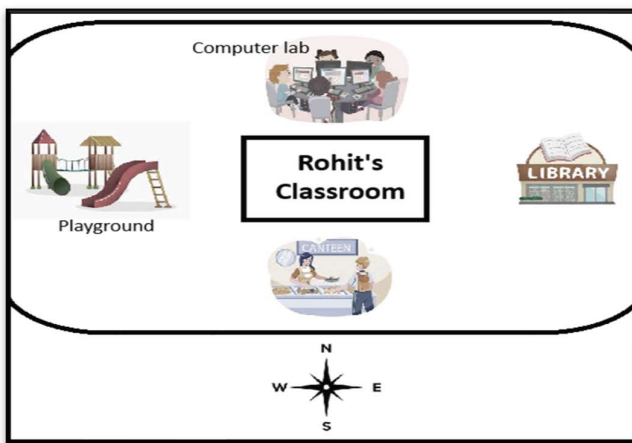 Computer lab
Rohit's
Classroom
LIBRARY
Playground
CANTEEN
N
W E
S